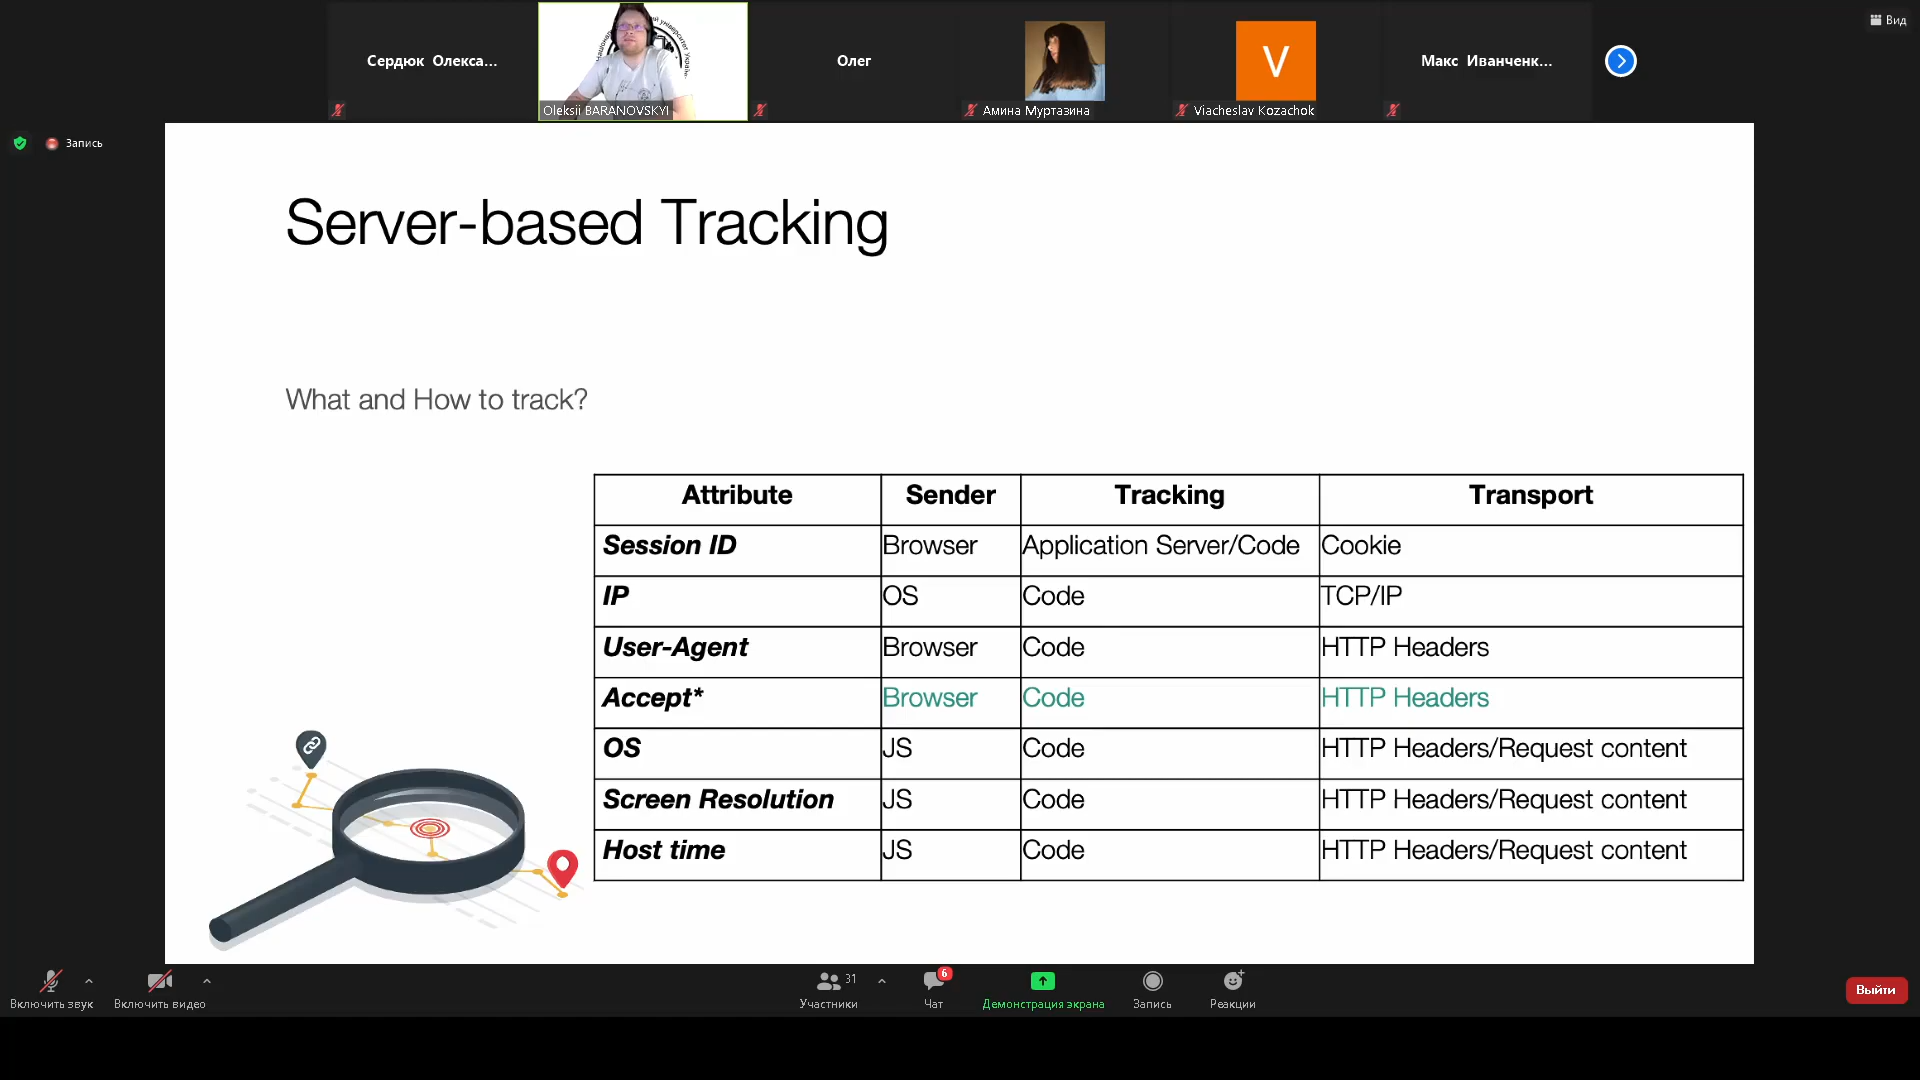 Вид
Сердюк Олекса...
Олег
Макс Иванченк...
V
Oleksii BARANOVSKYI
Амина Муртазина
Viacheslav Kozachok
Запись
Server-based Tracking
What and How to track?
Attribute Sender Tracking Transport
Session ID Browser Application Server/Code Cookie
IP OS Code TCP/IP
User-Agent Browser Code HTTP Headers
Accept* Browser Code HTTP Headers
OS JS Code HTTP Headers/Request content
Screen Resolution JS Code HTTP Headers/Request content
Host time JS Code HTTP Headers/Request content
31
6
Включить звук
Включить видео
Участники
Чат
Демонстрация экрана
Запись
Реакции
Выйти